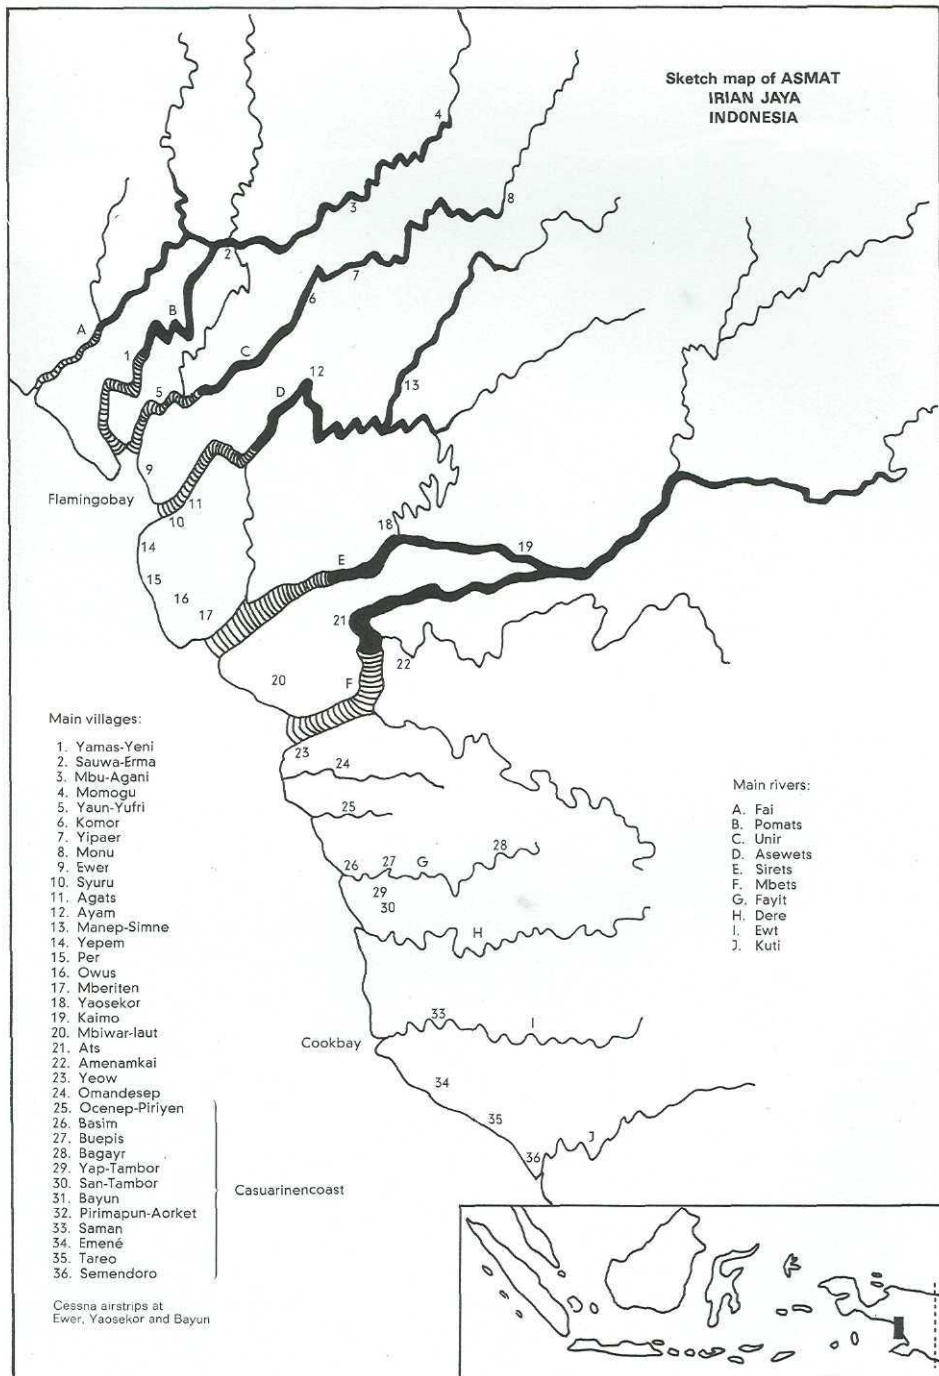 Sketch map of ASMAT
IRIAN JAYA
INDONESIA
4
3
8
2
7
6
A
B
1
C
5
12
D
13
9
Flamingobay
11
10
14
18
19
E
15
16
17
21
22
20
F
23
24
25
28
26
27
G
29
30
H
33
I
Cookbay
34
35
J
36
Main villages:
1. Yamas-Yeni
2. Sauwa-Erma
3. Mbu-Agani
4. Momogu
5. Yaun-Yufri
6. Komor
7. Yipaer
8. Monu
9. Ewer
10. Syuru
11. Agats
12. Ayam
13. Manep-Simne
14. Yepem
15. Per
16. Owus
17. Mberiten
18. Yaosekor
19. Kaimo
20. Mbiwar-laut
21. Ats
22. Amenamkai
23. Yeow
24. Omandesep
25. Ocenep-Piriyen
26. Basim
27. Buepis
28. Bagayr
29. Yap-Tambor
30. San-Tambor
31. Bayun
32. Pirimapun-Aorket
33. Saman
34. Emené
35. Tareo
36. Semendoro
Casuarinencoast
Cessna airstrips at
Ewer, Yaosekor and Bayun
Main rivers:
A. Fai
B. Pomats
C. Unir
D. Asewets
E. Sirets
F. Mbets
G. Fayit
H. Dere
I. Ewt
J. Kuti